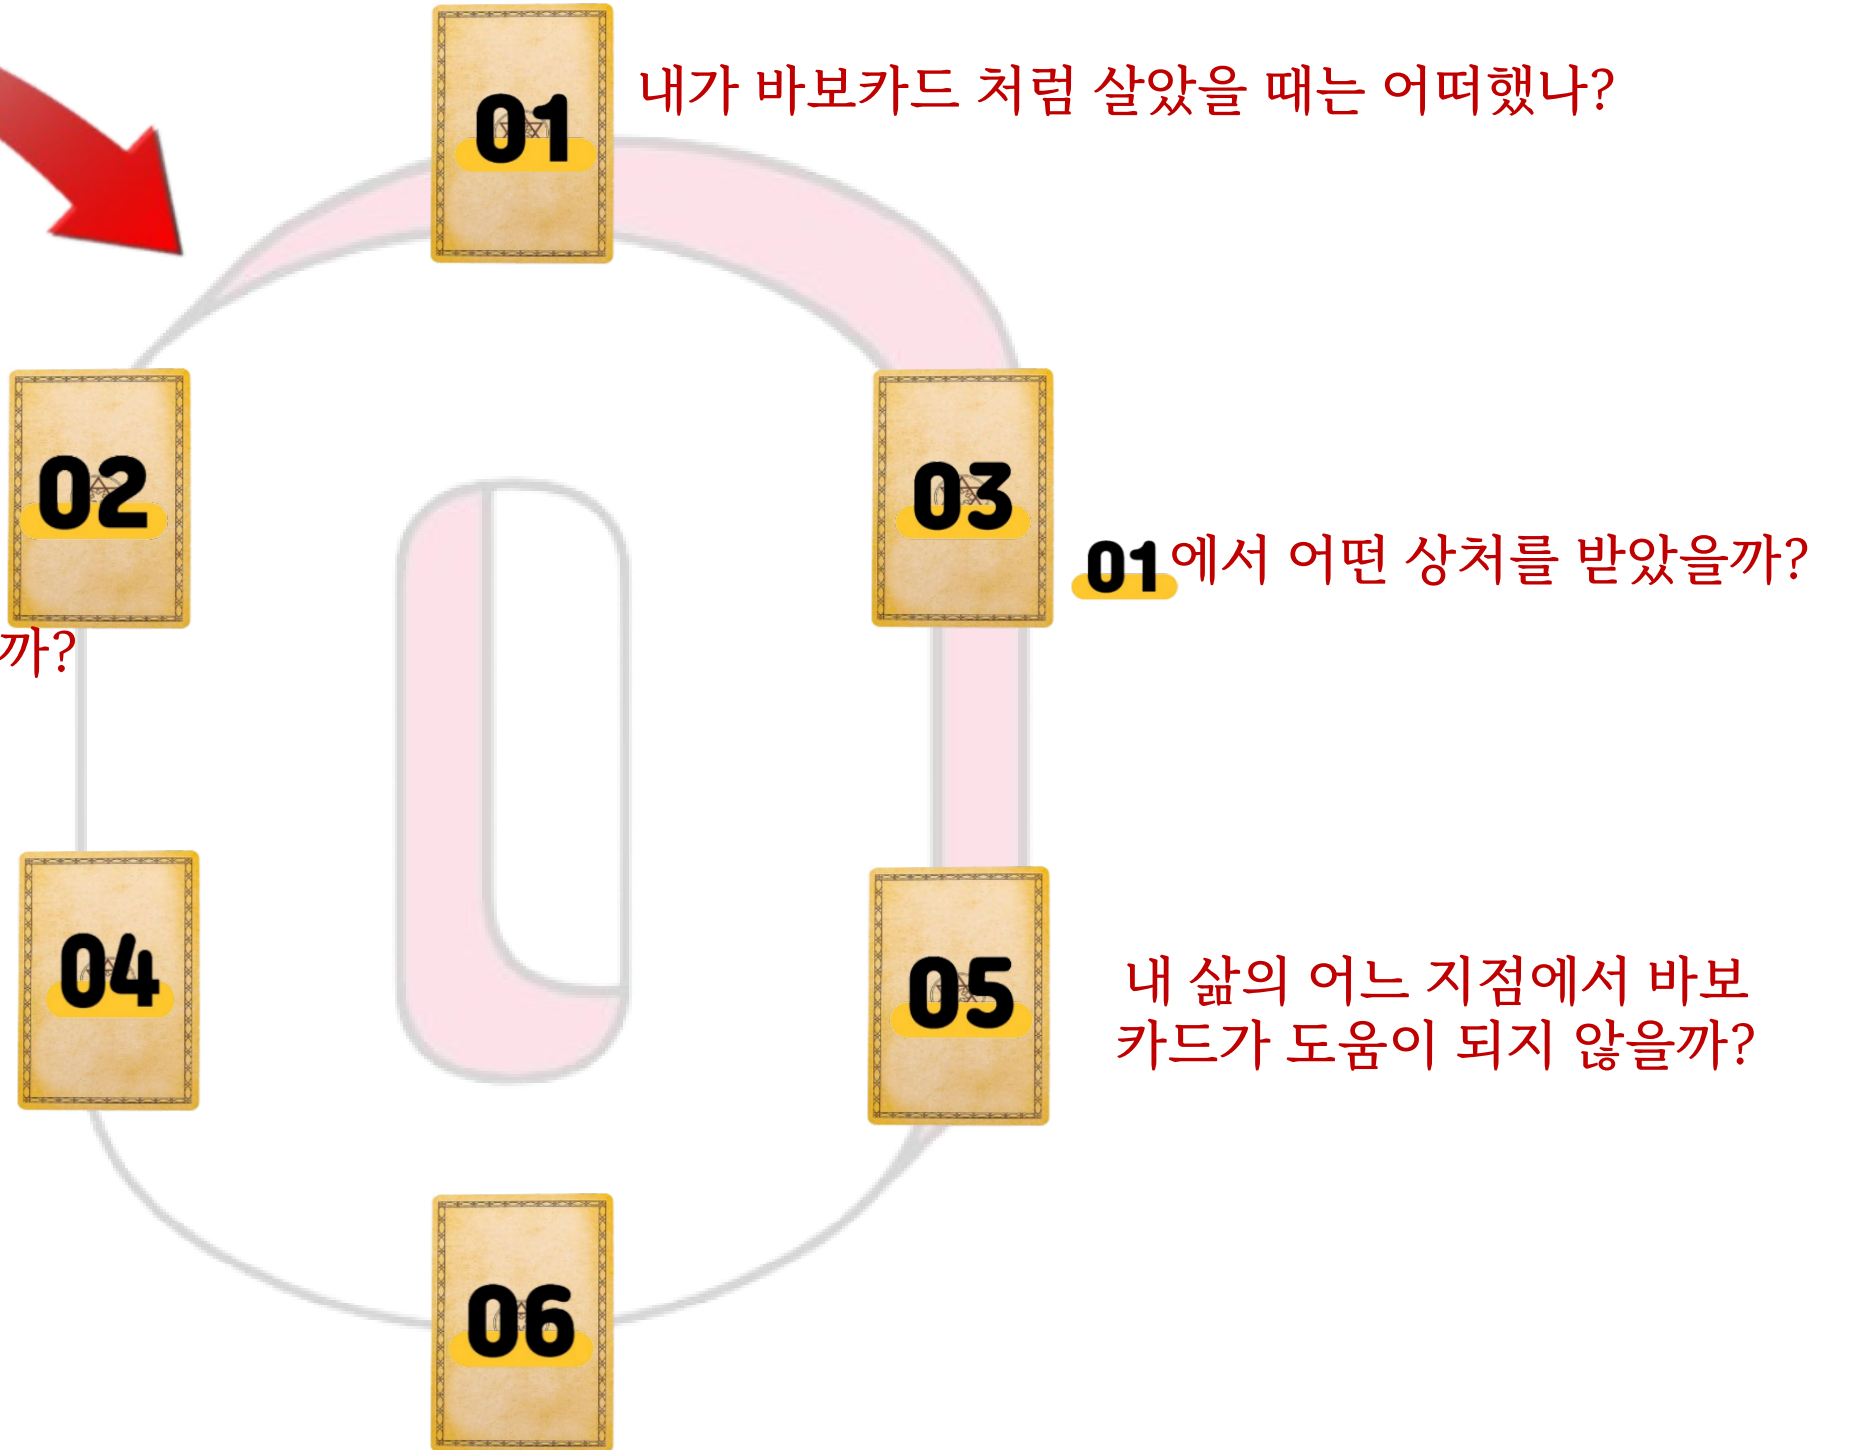 01
내가 바보카드 처럼 살았을 때는 어떠했나?
02
03
01에서 어떤 상처를 받았을까?
까?
04
05
내 삶의 어느 지점에서 바보
카드가 도움이 되지 않을까?
06